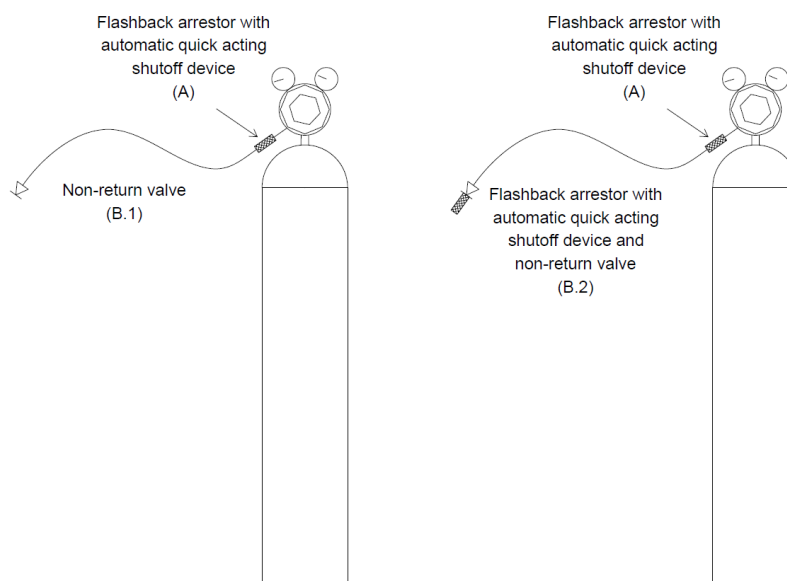 Flashback arrestor with
automatic quick acting
shutoff device
(A)
Non-return valve
(B.1)
Flashback arrestor with
automatic quick acting
shutoff device
(A)
Flashback arrestor with
automatic quick acting
shutoff device and
non-return valve
(B.2)